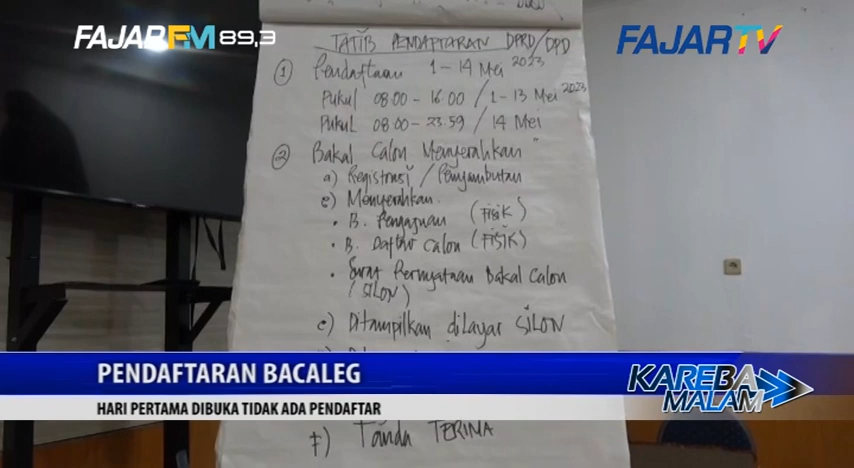 FAJAR FM 89,3
FAJAR TV
TATIB PENDAFTARAN DPRD/DPD
① Pendaftaan 1 - 14 Mei 2023
Pukul 08.00 - 16.00 / 1 - 13 Mei 2023
Pukul 08.00 - 23.59 / 14 Mei
② Bakal Calon Menyerahkan"
a) Registrasi / Penyambutan
Menyerahkan.
• B. Pengajuan (Fisik)
• B. Daftar Calon (FISIK)
• Surat Pernyataan Bakal Calon
(SILON)
c) Ditampilkan dilayar SILON
PENDAFTARAN BACALEG
HARI PERTAMA DIBUKA TIDAK ADA PENDAFTAR
KAREBA
MALAM
Tanda TERIMA